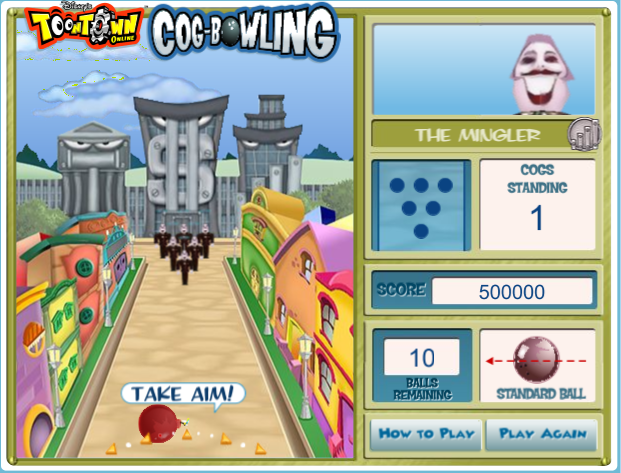 Disney's
TOONTOWN
ONLINE
COG-BOWLING
THE MINGLER
COGS
STANDING
1
SCORE
500000
10
BALLS
REMAINING
STANDARD BALL
TAKE AIM!
HOW TO PLAY
PLAY AGAIN